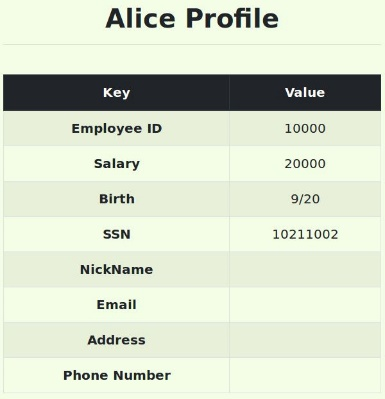 Alice Profile
Key Value
Employee ID 10000
Salary 20000
Birth 9/20
SSN 10211002
NickName
Email
Address
Phone Number